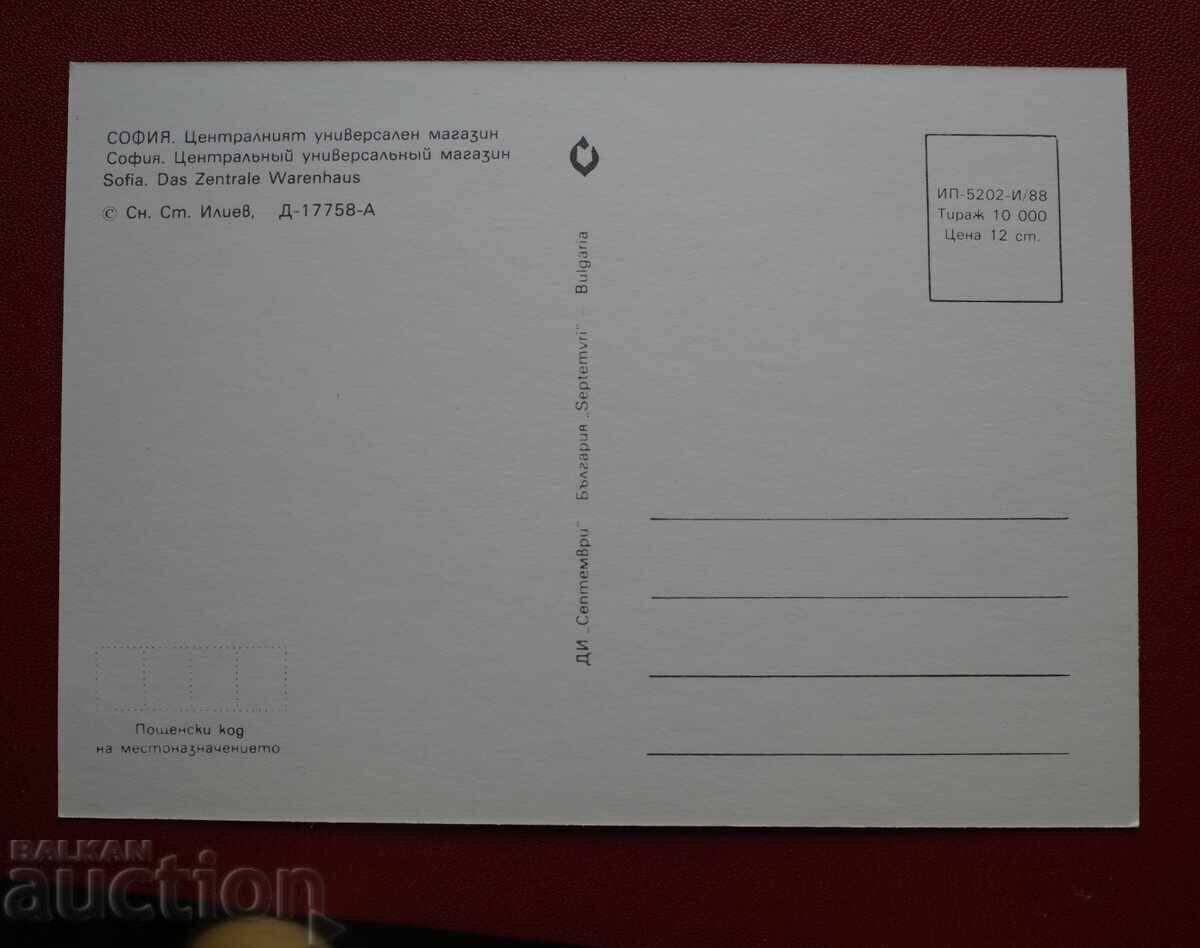 СОФИЯ. Централният универсален магазин
София. Центральный универсальный магазин
Sofia. Das Zentrale Warenhaus
© Сн. Ст. Илиев, Д-17758-А
ИП-5202-И/88
Тираж 10 000
Цена 12 ст.
ДИ „Септември" България „Septemvri" — Bulgaria
Пощенски код
на местоназначението
BALKAN
auction